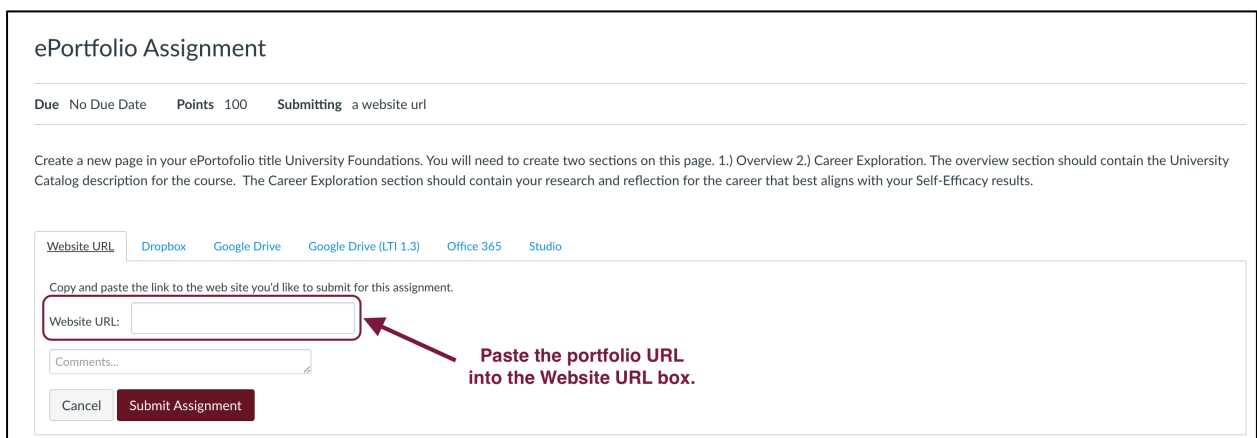 ePortfolio Assignment
Due No Due Date Points 100 Submitting a website url
Create a new page in your ePortofolio title University Foundations. You will need to create two sections on this page. 1.) Overview 2.) Career Exploration. The overview section should contain the University
Catalog description for the course. The Career Exploration section should contain your research and reflection for the career that best aligns with your Self-Efficacy results.
Website URL Dropbox Google Drive Google Drive (LTI 1.3) Office 365 Studio
Copy and paste the link to the web site you'd like to submit for this assignment.
Website URL:
Comments...
Paste the portfolio URL
into the Website URL box.
Cancel Submit Assignment